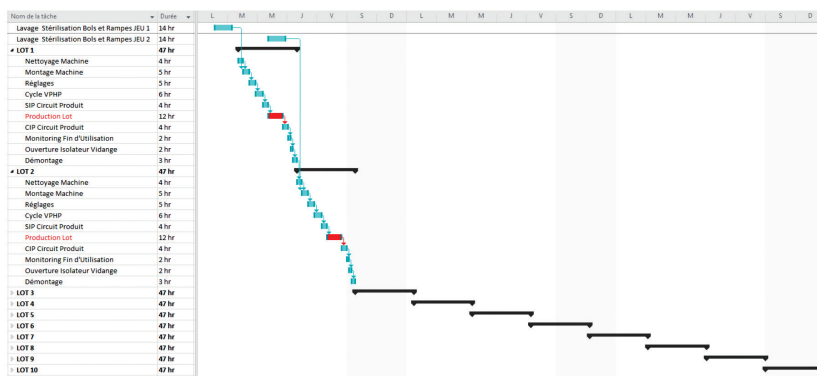 Nom de la tâche Durée L M M J V S D L M M J V S D L M M J V S D
Lavage Stérilisation Bols et Rampes JEU 1 14 hr
Lavage Stérilisation Bols et Rampes JEU 2 14 hr
LOT 1 47 hr
Nettoyage Machine 4 hr
Montage Machine 5 hr
Réglages 5 hr
Cycle VPHP 6 hr
SIP Circuit Produit 4 hr
Production Lot 12 hr
CIP Circuit Produit 4 hr
Monitoring Fin d'Utilisation 2 hr
Ouverture Isolateur Vidange 2 hr
Démontage 3 hr
LOT 2 47 hr
Nettoyage Machine 4 hr
Montage Machine 5 hr
Réglages 5 hr
Cycle VPHP 6 hr
SIP Circuit Produit 4 hr
Production Lot 12 hr
CIP Circuit Produit 4 hr
Monitoring Fin d'Utilisation 2 hr
Ouverture Isolateur Vidange 2 hr
Démontage 3 hr
LOT 3 47 hr
LOT 4 47 hr
LOT 5 47 hr
LOT 6 47 hr
LOT 7 47 hr
LOT 8 47 hr
LOT 9 47 hr
LOT 10 47 hr